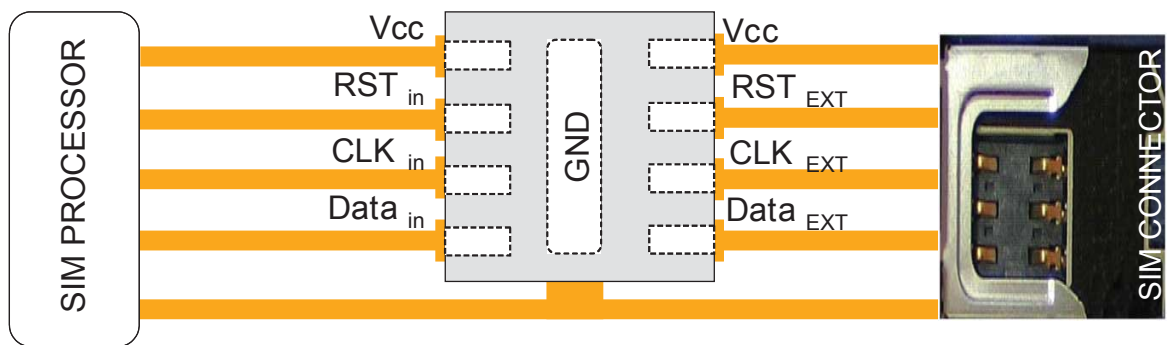 SIM PROCESSOR
Vcc
RST in
CLK in
Data in
GND
Vcc
RST EXT
CLK EXT
Data EXT
SIM CONNECTOR